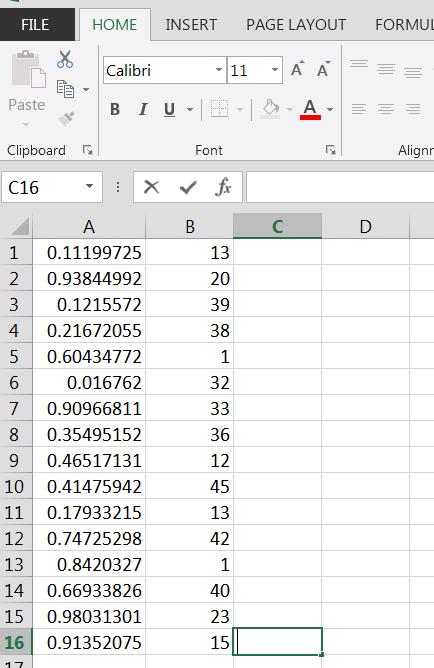 FILE HOME INSERT PAGE LAYOUT FORMUL
Calibri 11 A A
Paste B I U A
Clipboard Font Alignr
C16 fx
A B C D
1 0.11199725 13
2 0.93844992 20
3 0.1215572 39
4 0.21672055 38
5 0.60434772 1
6 0.016762 32
7 0.90966811 33
8 0.35495152 36
9 0.46517131 12
10 0.41475942 45
11 0.17933215 13
12 0.74725298 42
13 0.8420327 1
14 0.66933826 40
15 0.98031301 23
16 0.91352075 15